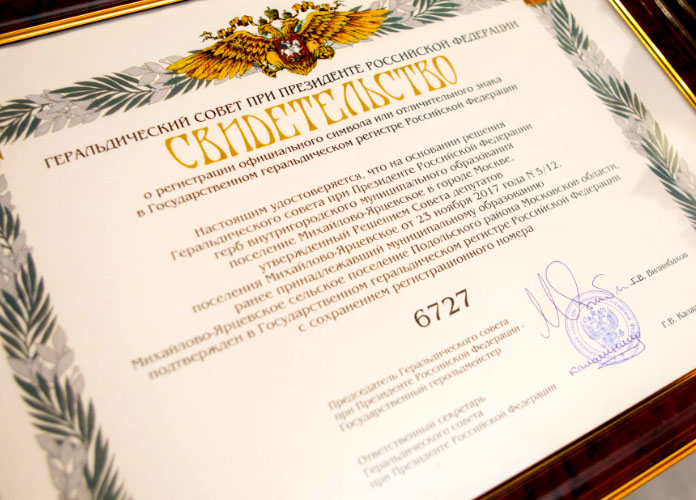 ГЕРАЛЬДИЧЕСКИЙ СОВЕТ ПРИ ПРЕЗИДЕНТЕ РОССИЙСКОЙ ФЕДЕРАЦИИ
СВИДЕТЕЛЬСТВО
о регистрации официального символа или отличительного знака
в Государственном геральдическом регистре Российской Федерации
Настоящим удостоверяется, что на основании решения
Геральдического совета при Президенте Российской Федерации
герб внутригородского муниципального образования
поселение Михайлово-Ярцевское в городе Москве,
утвержденный Решением Совета депутатов
поселения Михайлово-Ярцевское от 23 ноября 2017 года N 5/12,
ранее принадлежавший муниципальному образованию
Михайлово-Ярцевское сельское поселение Подольского района Московской области,
подтвержден в Государственном геральдическом регистре Российской Федерации
с сохранением регистрационного номера
6727
Председатель Геральдического совета
при Президенте Российской Федерации -
Государственный герольдмейстер
Г.В. Вилинбахов
Ответственный секретарь
Геральдического совета
при Президенте Российской Федерации
Г.В. Кала